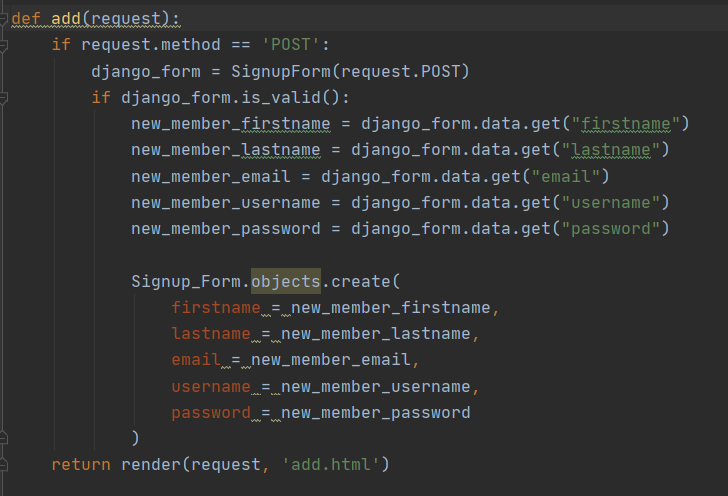 def add(request):
    if request.method == 'POST':
        django_form = SignupForm(request.POST)
        if django_form.is_valid():
            new_member_firstname = django_form.data.get("firstname")
            new_member_lastname = django_form.data.get("lastname")
            new_member_email = django_form.data.get("email")
            new_member_username = django_form.data.get("username")
            new_member_password = django_form.data.get("password")

            Signup_Form.objects.create(
                firstname = new_member_firstname,
                lastname = new_member_lastname,
                email = new_member_email,
                username = new_member_username,
                password = new_member_password
            )
    return render(request, 'add.html')